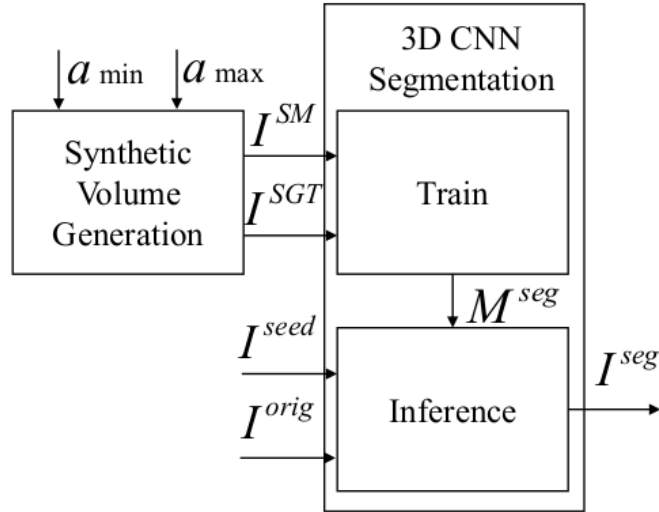 3D CNN
Segmentation
a min
a max
Synthetic
Volume
Generation
I^{SM}
I^{SGT}
Train
M^{seg}
I^{seed}
I^{orig}
Inference
I^{seg}